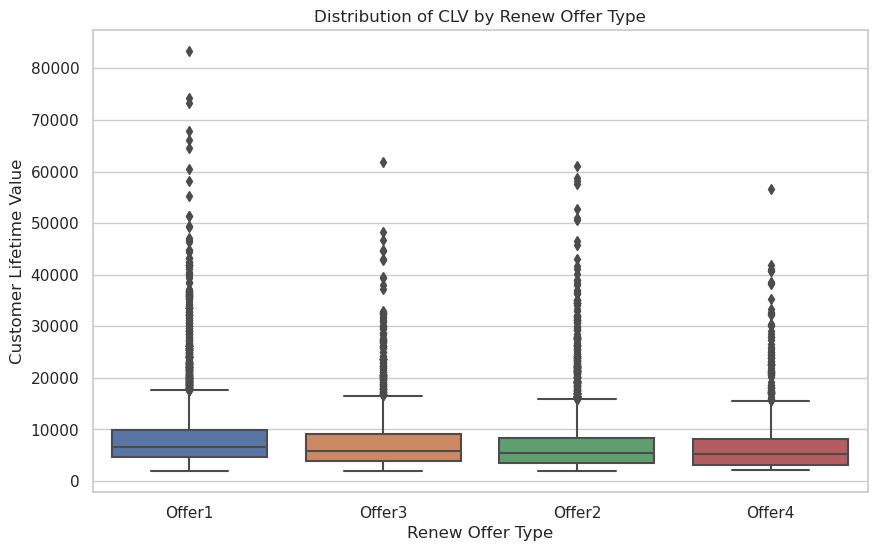 Distribution of CLV by Renew Offer Type
Customer Lifetime Value
80000
70000
60000
50000
40000
30000
20000
10000
0
Offer1 Offer3 Offer2 Offer4
Renew Offer Type